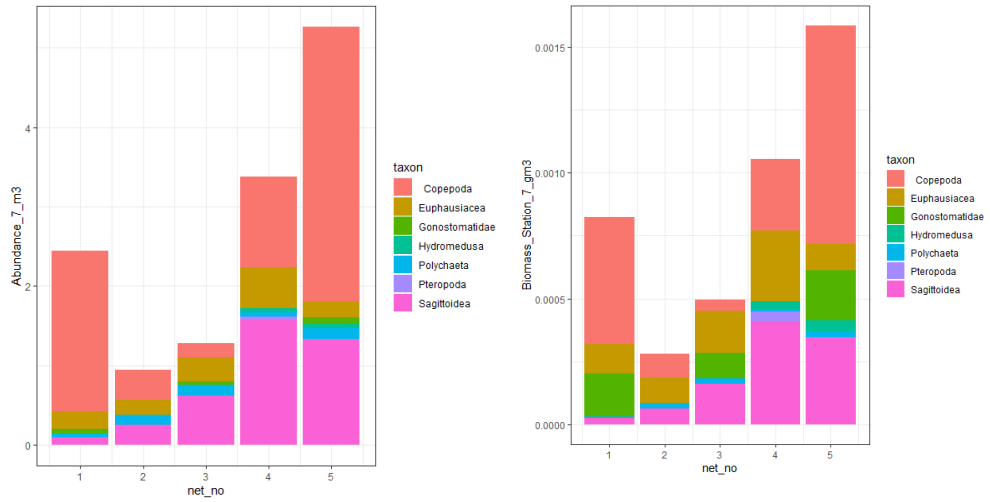 Abundance_7_m3
4
2
0
1 2 3 4 5
net_no
taxon
Copepoda
Euphausiacea
Gonostomatidae
Hydromedusa
Polychaeta
Pteropoda
Sagittoidea
Biomass_Station_7_gm3
0.0015
0.0010
0.0005
0.0000
1 2 3 4 5
net_no
taxon
Copepoda
Euphausiacea
Gonostomatidae
Hydromedusa
Polychaeta
Pteropoda
Sagittoidea